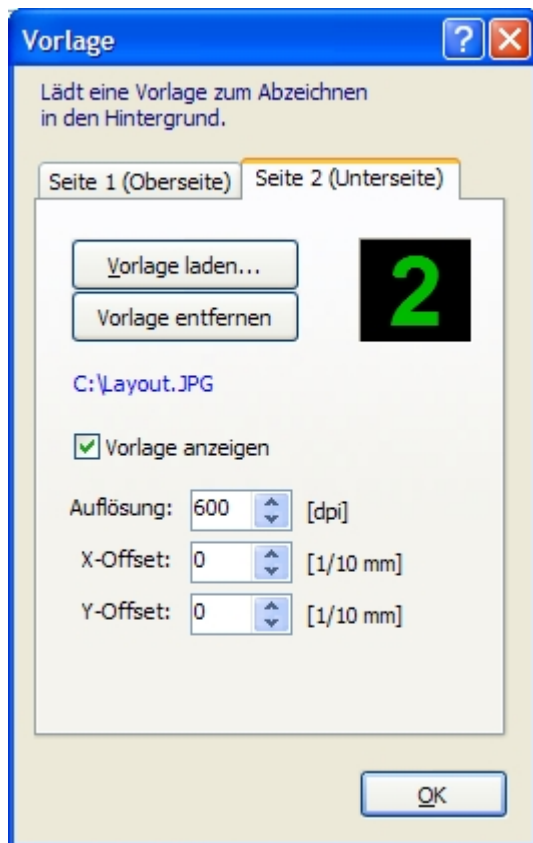 Vorlage
Lädt eine Vorlage zum Abzeichnen
in den Hintergrund.
Seite 1 (Oberseite)
Seite 2 (Unterseite)
Vorlage laden...
Vorlage entfernen
2
C:\Layout.JPG
Vorlage anzeigen
Auflösung: 600 [dpi]
X-Offset: 0 [1/10 mm]
Y-Offset: 0 [1/10 mm]
OK